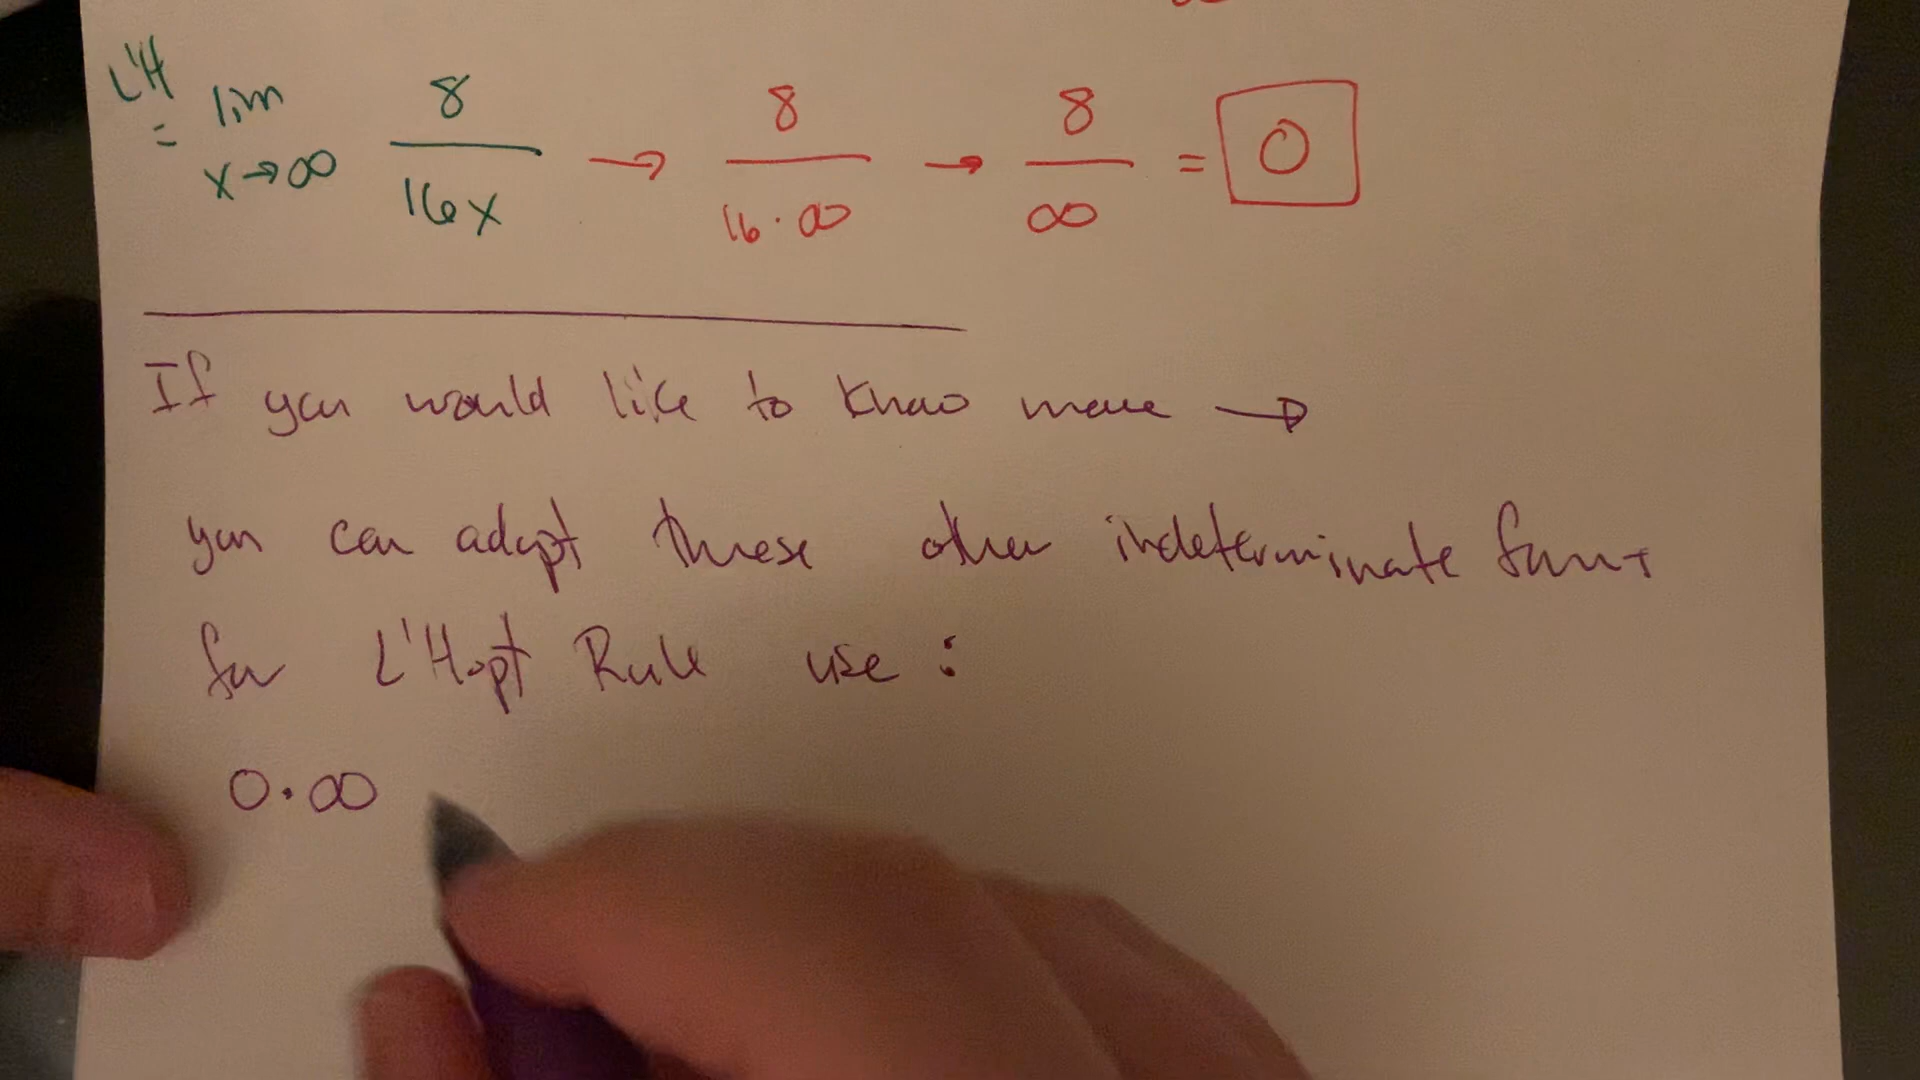 L'H = lim x→∞ 8/16x → 8/16·∞ → 8/∞ = 0
If you would like to know more →
you can adapt these other indeterminate forms
for L'Hopt Rule use :
0·∞